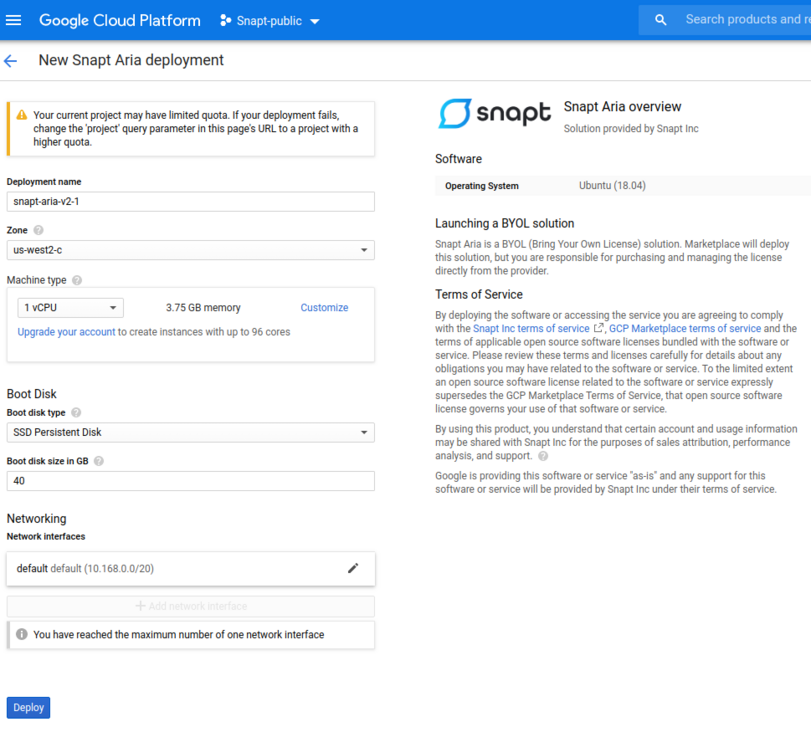 Google Cloud Platform
Snapt-public
Search products and
New Snapt Aria deployment
Your current project may have limited quota. If your deployment fails,
change the 'project' query parameter in this page's URL to a project with a
higher quota.
Deployment name
snapt-aria-v2-1
Zone
us-west2-c
Machine type
1 vCPU
3.75 GB memory
Customize
Upgrade your account to create instances with up to 96 cores
Boot Disk
Boot disk type
SSD Persistent Disk
Boot disk size in GB
40
Networking
Network interfaces
default default (10.168.0.0/20)
+ Add network interface
You have reached the maximum number of one network interface
Deploy
snapt
Snapt Aria overview
Solution provided by Snapt Inc
Software
Operating System
Ubuntu (18.04)
Launching a BYOL solution
Snapt Aria is a BYOL (Bring Your Own License) solution. Marketplace will deploy
this solution, but you are responsible for purchasing and managing the license
directly from the provider.
Terms of Service
By deploying the software or accessing the service you are agreeing to comply
with the Snapt Inc terms of service, GCP Marketplace terms of service and the
terms of applicable open source software licenses bundled with the software or
service. Please review these terms and licenses carefully for details about any
obligations you may have related to the software or service. To the limited extent
an open source software license related to the software or service expressly
supersedes the GCP Marketplace Terms of Service, that open source software
license governs your use of that software or service.
By using this product, you understand that certain account and usage information
may be shared with Snapt Inc for the purposes of sales attribution, performance
analysis, and support.
Google is providing this software or service "as-is" and any support for this
software or service will be provided by Snapt Inc under their terms of service.